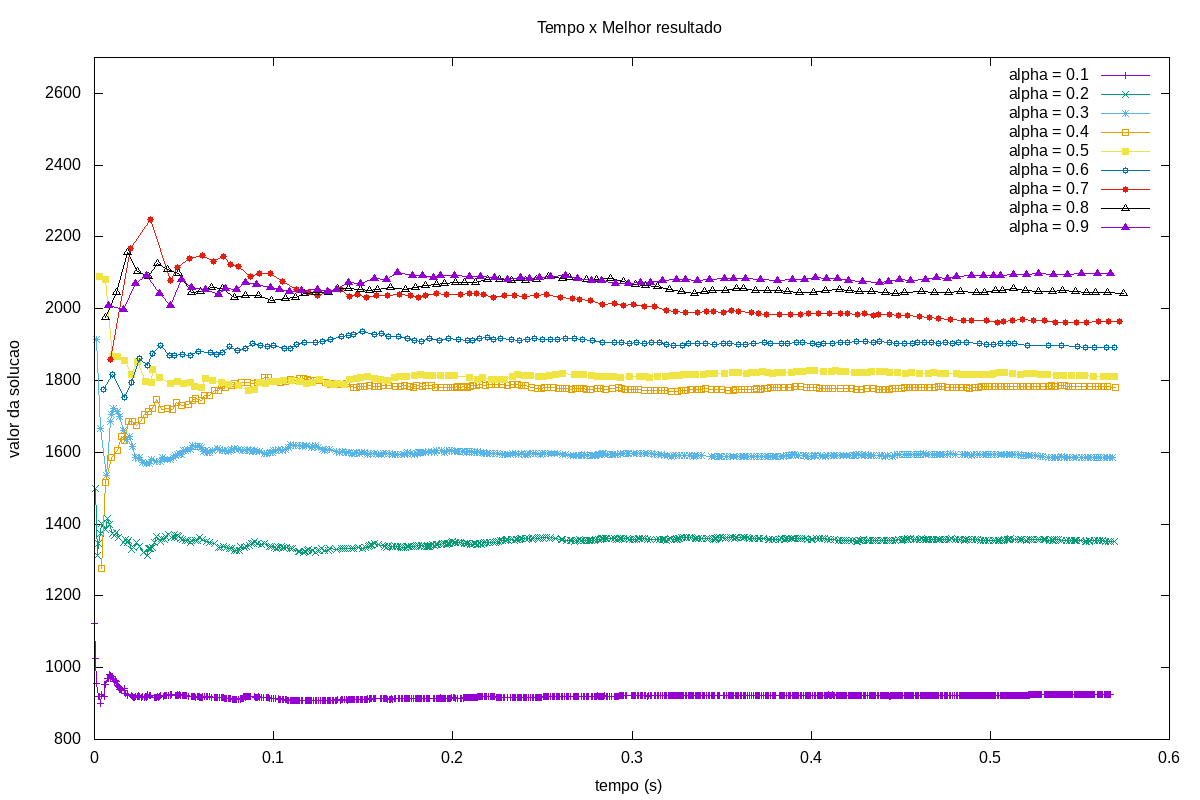 Tempo x Melhor resultado
alpha = 0.1
alpha = 0.2
alpha = 0.3
alpha = 0.4
alpha = 0.5
alpha = 0.6
alpha = 0.7
alpha = 0.8
alpha = 0.9
2600
2400
2200
2000
1800
1600
1400
1200
1000
800
valor da solucao
0 0.1 0.2 0.3 0.4 0.5 0.6
tempo (s)